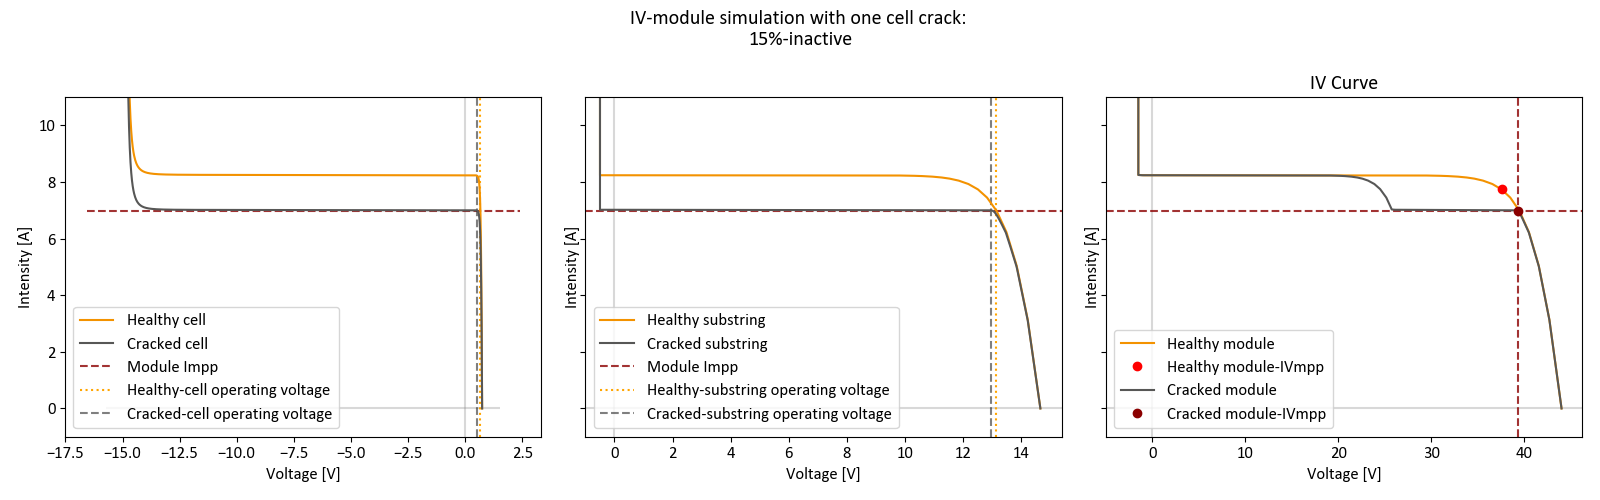 IV-module simulation with one cell crack:
15%-inactive
Intensity [A]
10
8
6
4
2
0
Healthy cell
Cracked cell
Module Impp
Healthy-cell operating voltage
Cracked-cell operating voltage
−17.5 −15.0 −12.5 −10.0 −7.5 −5.0 −2.5 0.0 2.5
Voltage [V]
Intensity [A]
Healthy substring
Cracked substring
Module Impp
Healthy-substring operating voltage
Cracked-substring operating voltage
0 2 4 6 8 10 12 14
Voltage [V]
IV Curve
Intensity [A]
Healthy module
Healthy module-IVmpp
Cracked module
Cracked module-IVmpp
0 10 20 30 40
Voltage [V]